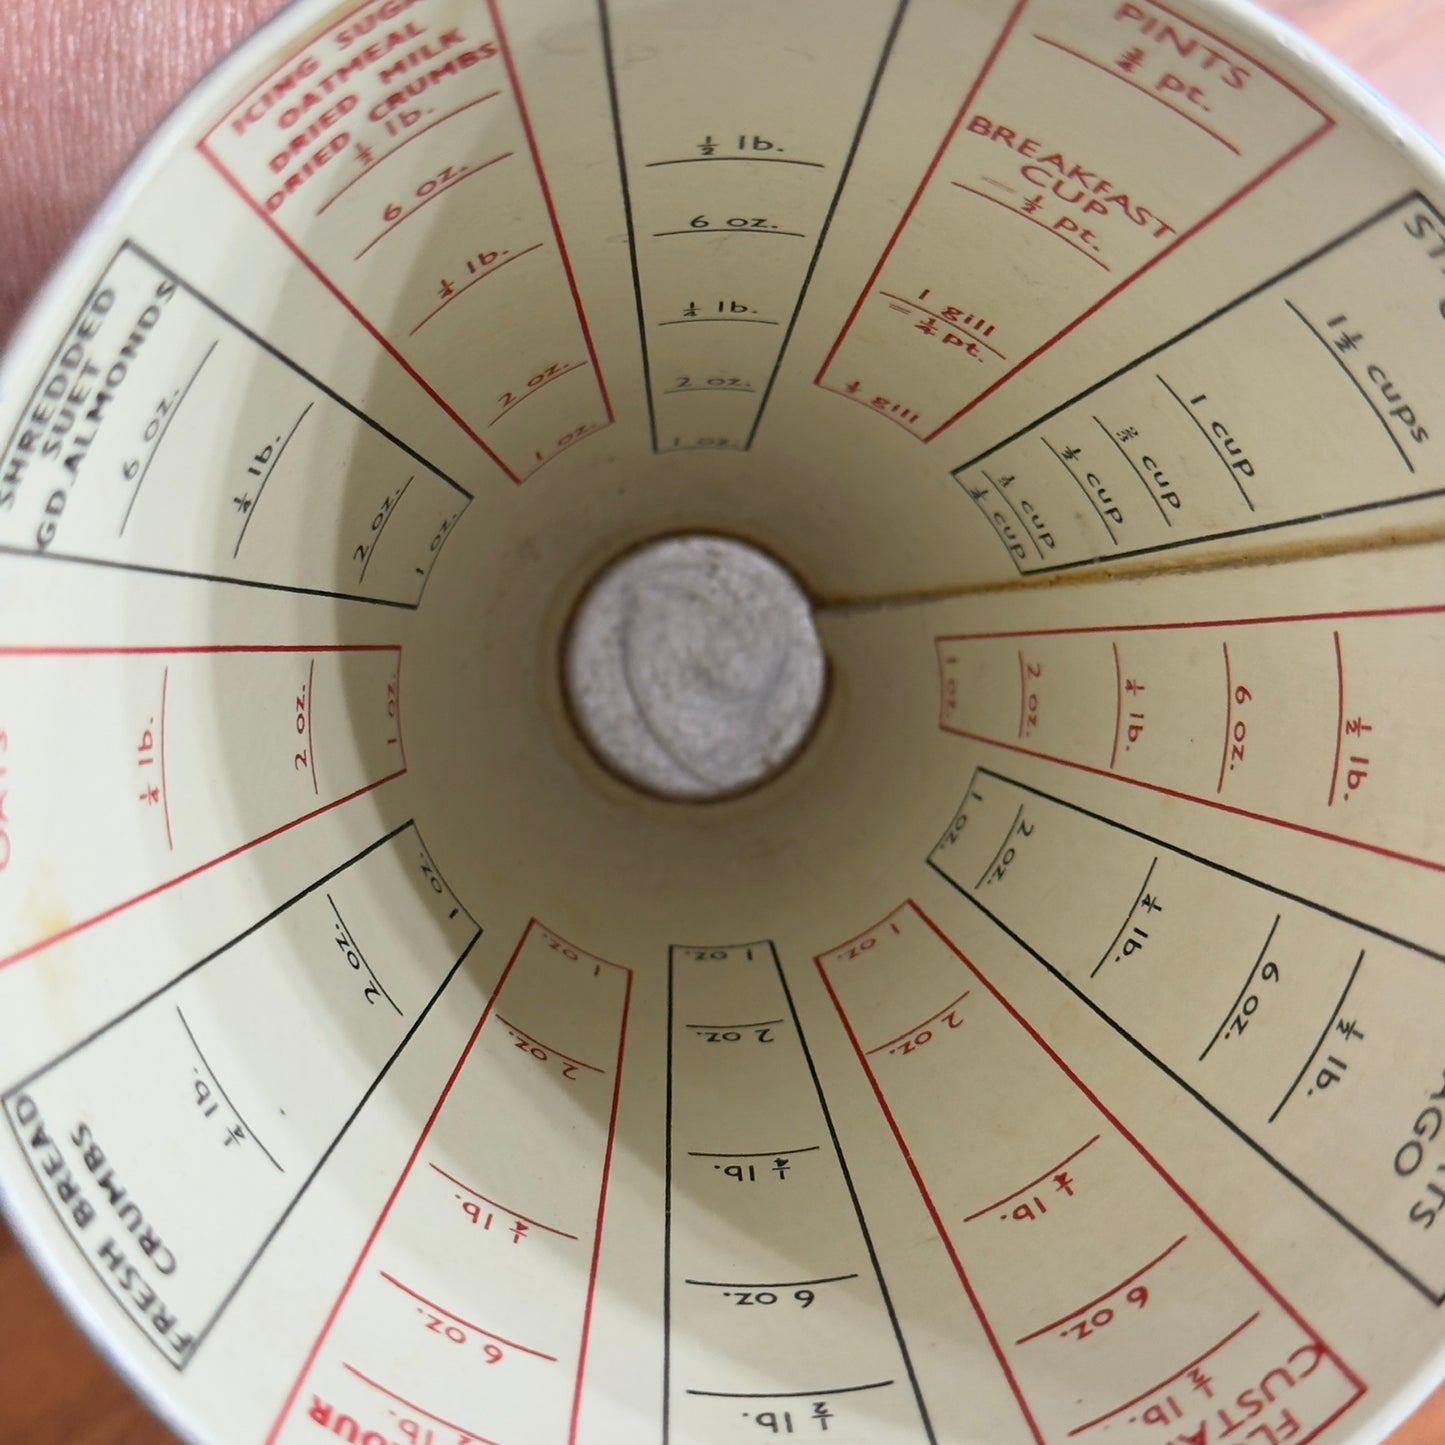 ICING SUGAR
OATMEAL
DRIED MILK
DRIED CRUMBS
½ lb.
6 oz.
¼ lb.
2 oz.
1 oz.
½ lb.
6 oz.
¼ lb.
2 oz.
1 oz.
PINTS
¾ pt.
BREAKFAST
CUP
= ½ pt.
1 gill
= ¼ pt.
½ gill
1½ cups
1 cup
⅔ cup
½ cup
⅓ cup
¼ cup
1 oz.
2 oz.
¼ lb.
6 oz.
½ lb.
1 oz.
2 oz.
¼ lb.
6 oz.
½ lb.
1 oz.
2 oz.
¼ lb.
6 oz.
½ lb.
1 oz.
2 oz.
¼ lb.
6 oz.
½ lb.
1 oz.
2 oz.
¼ lb.
6 oz.
½ lb.
1 oz.
2 oz.
¼ lb.
FRESH BREAD
CRUMBS
1 oz.
2 oz.
¼ lb.
SHREDDED
SUET
GD. ALMONDS
6 oz.
¼ lb.
2 oz.
1 oz.